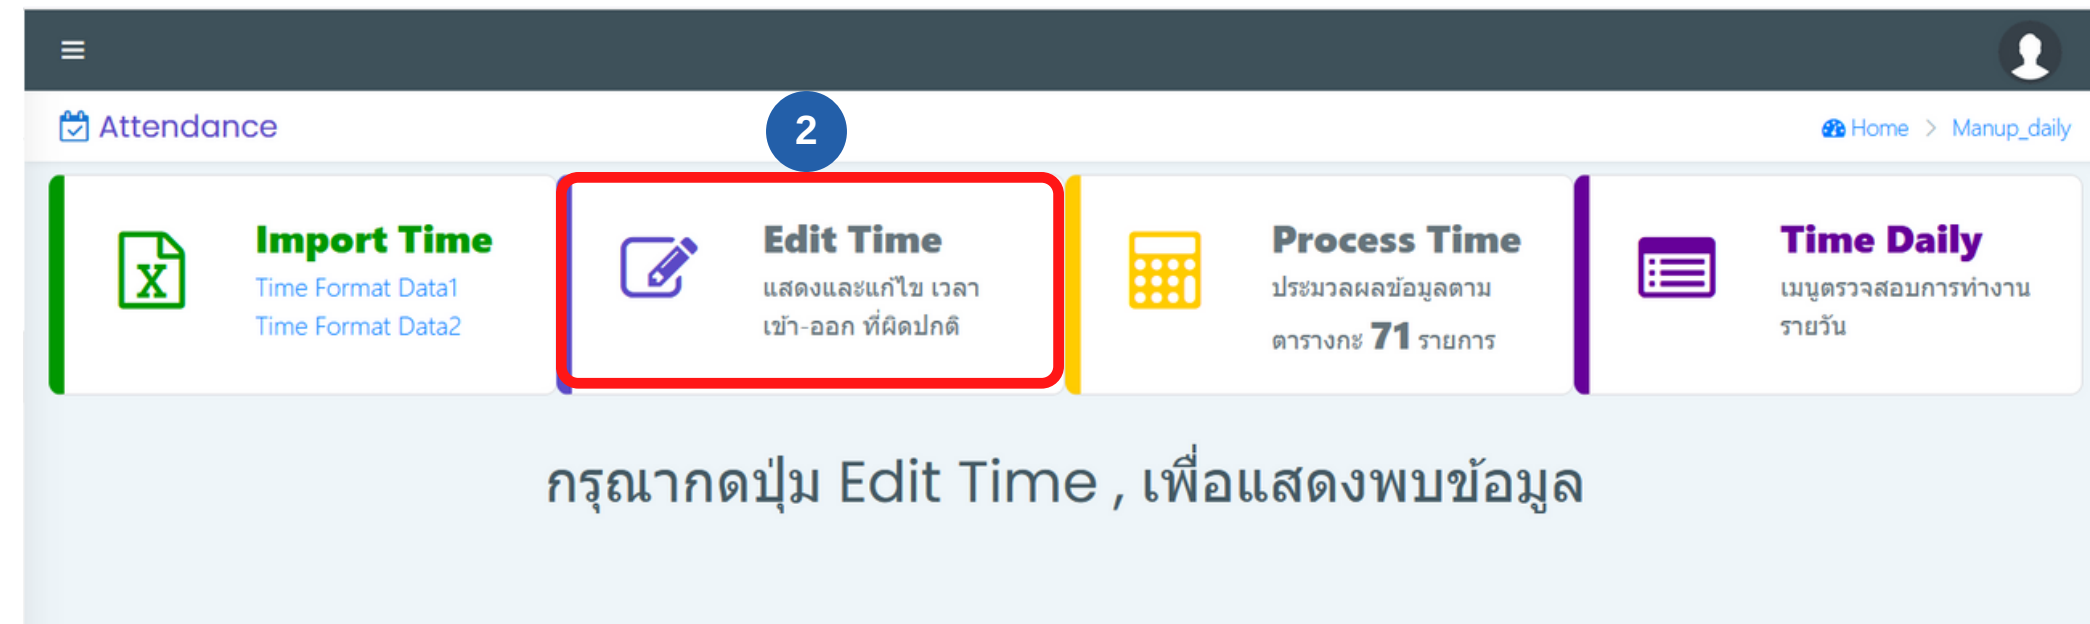 Attendance
2
Home > Manup_daily
Import Time
Time Format Data1
Time Format Data2
Edit Time
แสดงและแก้ไข เวลา
เข้า-ออก ที่ผิดปกติ
Process Time
ประมวลผลข้อมูลตาม
ตารางกะ 71 รายการ
Time Daily
เมนูตรวจสอบการทำงาน
รายวัน
กรุณากดปุ่ม Edit Time , เพื่อแสดงพบข้อมูล